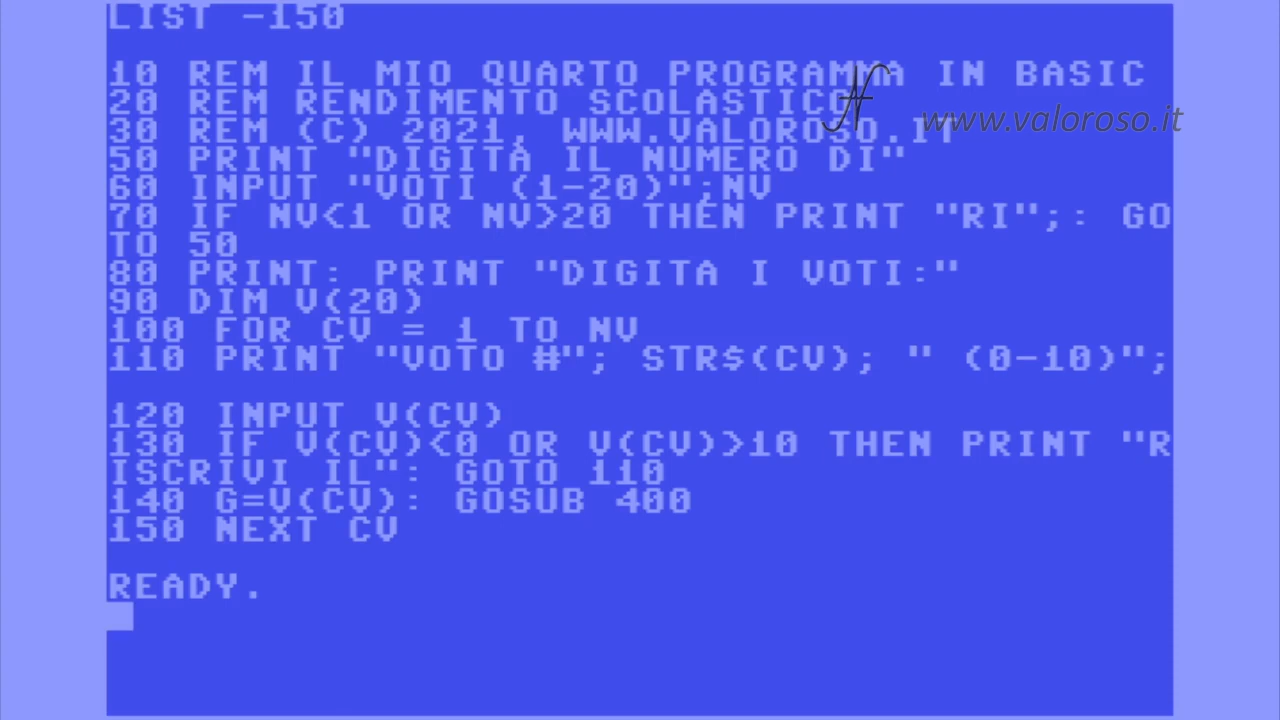 LIST -150
10 REM IL MIO QUARTO PROGRAMMA IN BASIC
20 REM RENDIMENTO SCOLASTICO
30 REM (C) 2021, WWW.VALOROSO.IT
www.valoroso.it
50 PRINT "DIGITA IL NUMERO DI"
60 INPUT "VOTI (1-20)";NV
70 IF NV<1 OR NV>20 THEN PRINT "RI";: GO
TO 50
80 PRINT: PRINT "DIGITA I VOTI:"
90 DIM V(20)
100 FOR CV = 1 TO NV
110 PRINT "VOTO #"; STR$(CV); " (0-10)";
120 INPUT V(CV)
130 IF V(CV)<0 OR V(CV)>10 THEN PRINT "R
ISCRIVI IL": GOTO 110
140 G=V(CV): GOSUB 400
150 NEXT CV
READY.